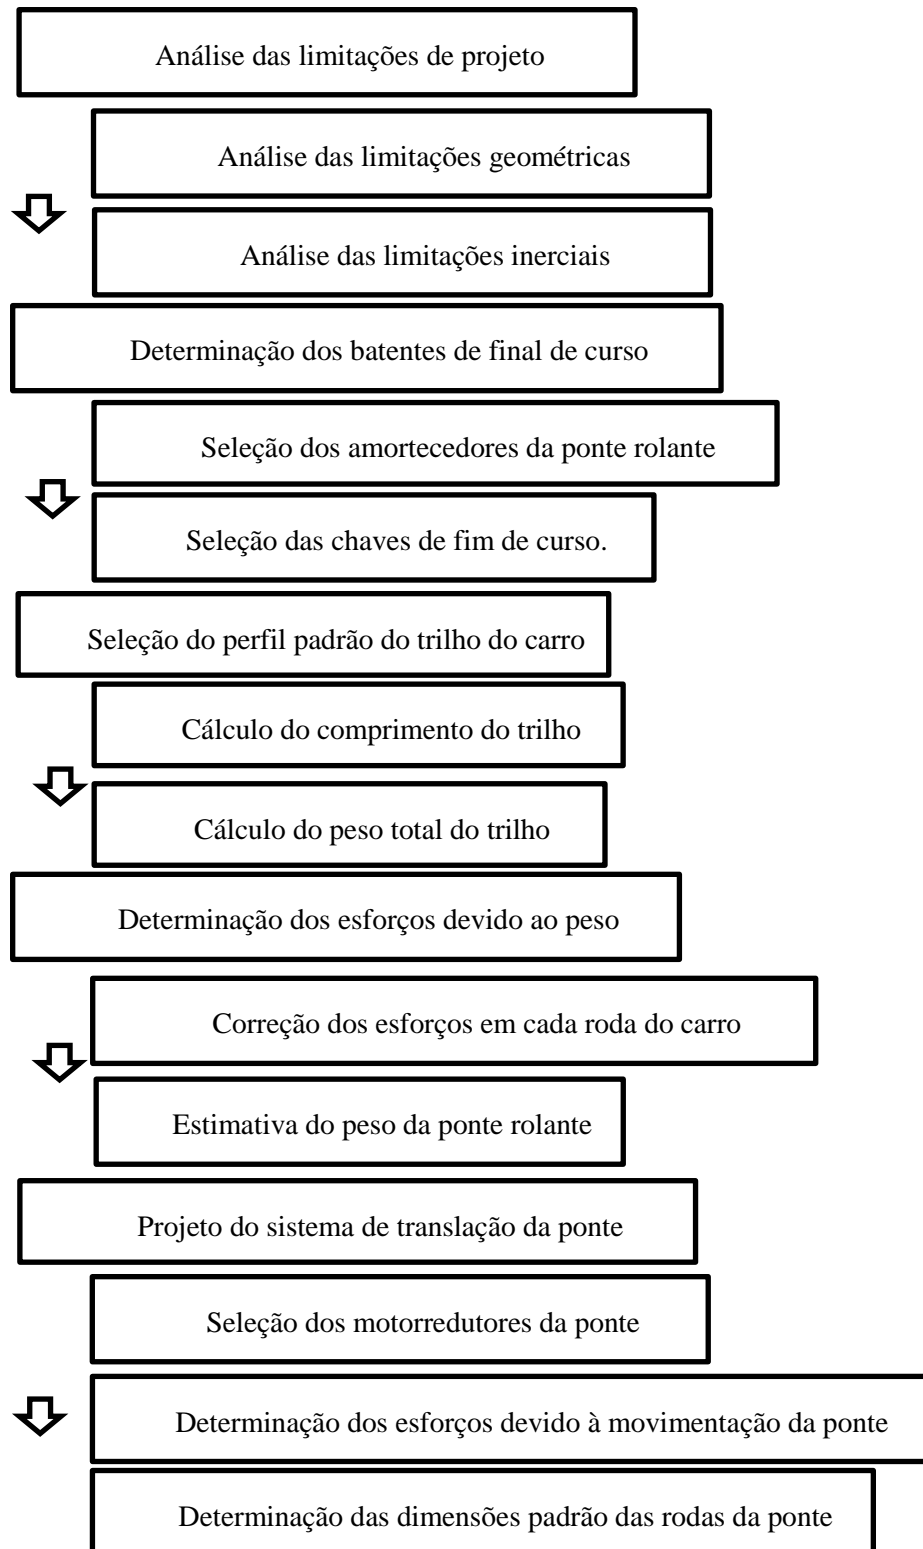 Análise das limitações de projeto
Análise das limitações geométricas
Análise das limitações inerciais
Determinação dos batentes de final de curso
Seleção dos amortecedores da ponte rolante
Seleção das chaves de fim de curso.
Seleção do perfil padrão do trilho do carro
Cálculo do comprimento do trilho
Cálculo do peso total do trilho
Determinação dos esforços devido ao peso
Correção dos esforços em cada roda do carro
Estimativa do peso da ponte rolante
Projeto do sistema de translação da ponte
Seleção dos motorredutores da ponte
Determinação dos esforços devido à movimentação da ponte
Determinação das dimensões padrão das rodas da ponte